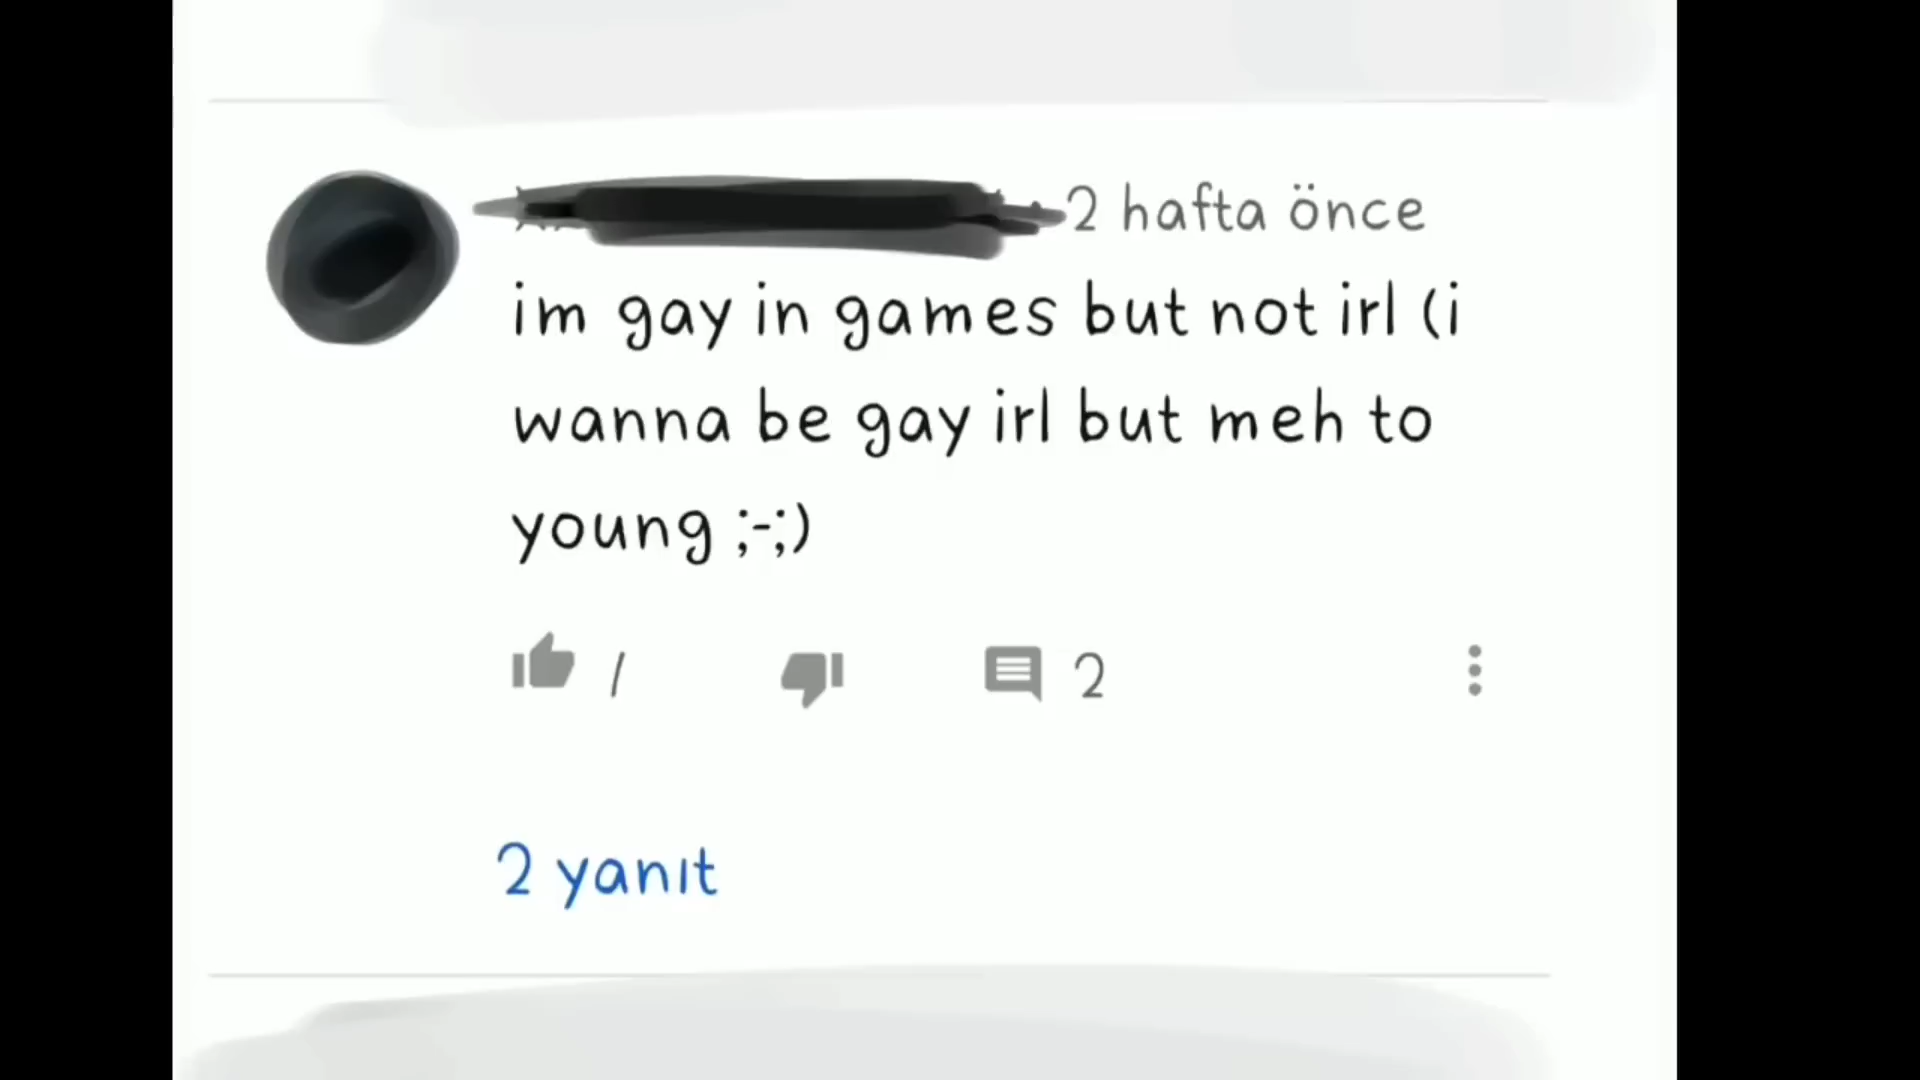 2 hafta önce
im gay in games but not irl (i
wanna be gay irl but meh to
young ;-;)
1 2
2 yanıt